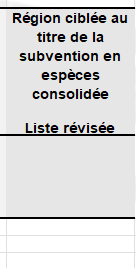 Région ciblée au
titre de la
subvention en
espèces
consolidée
Liste révisée